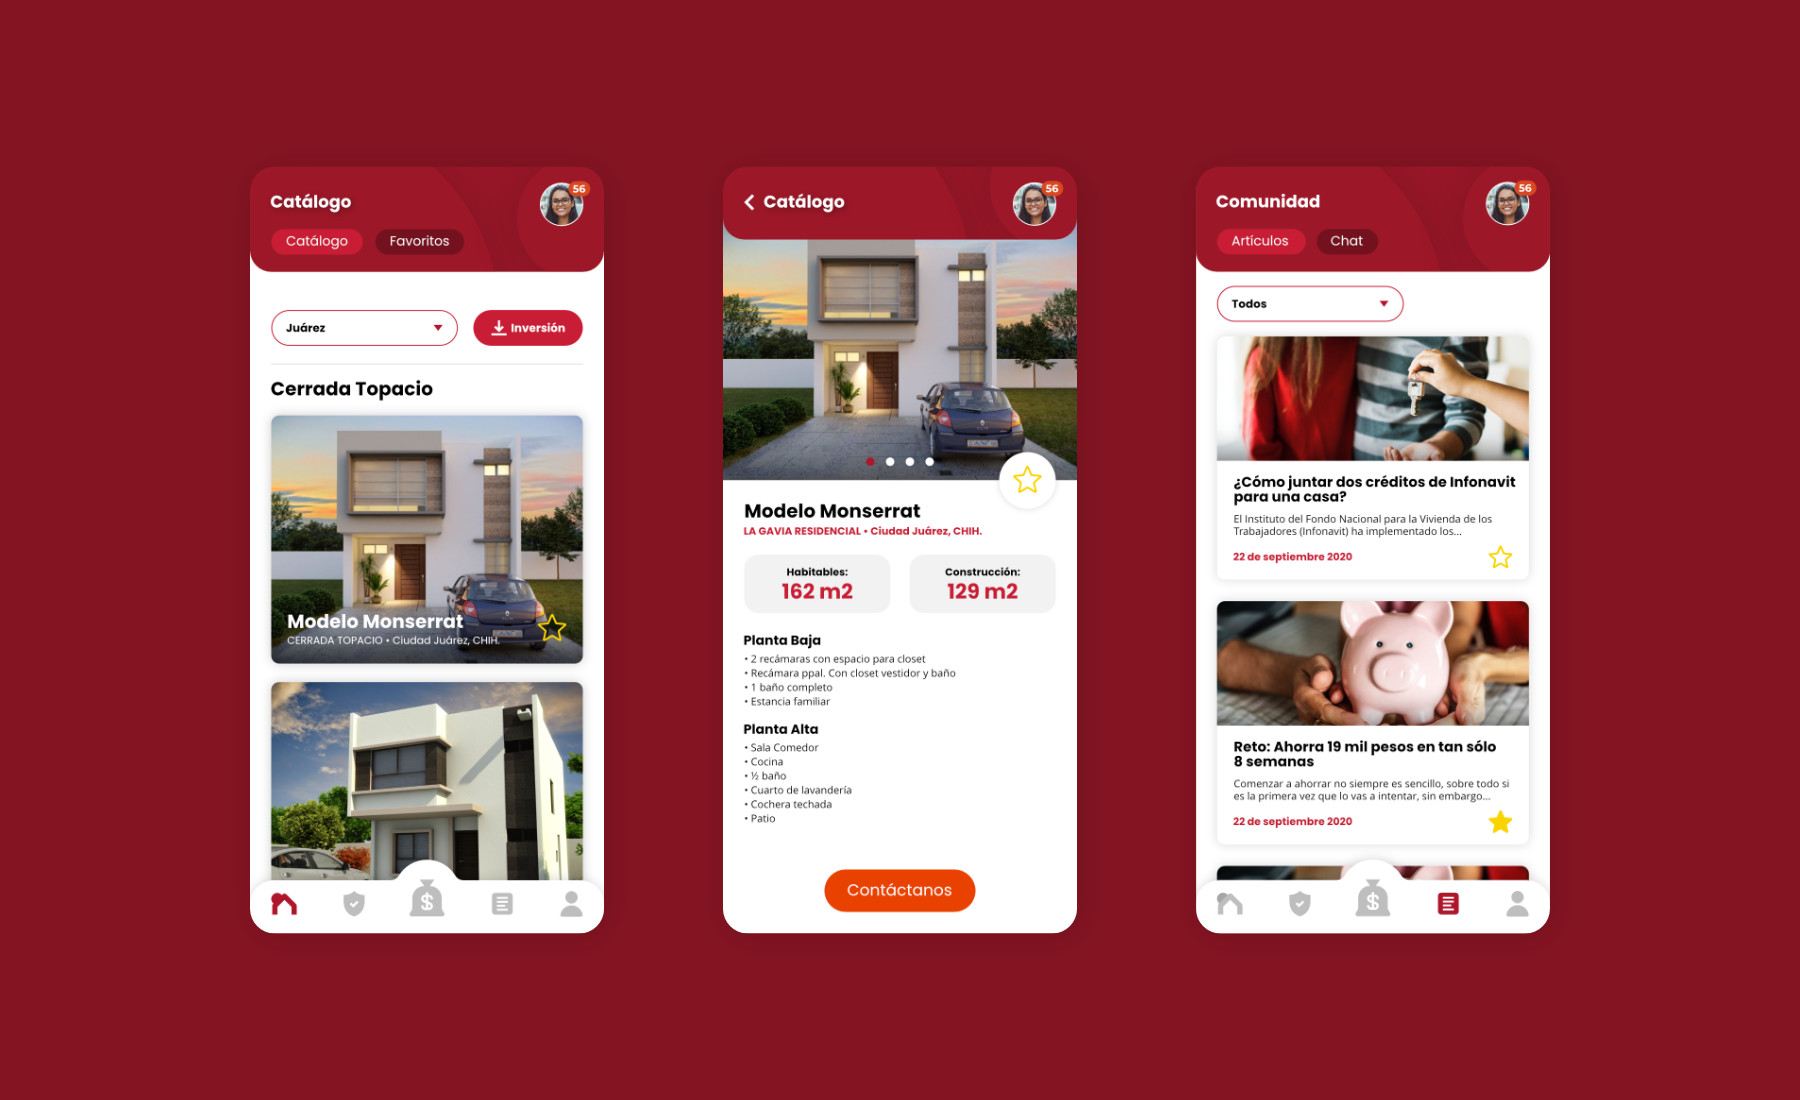 Catálogo
56
Catálogo
Favoritos
Juárez
Inversión
Cerrada Topacio
Modelo Monserrat
CERRADA TOPACIO • Ciudad Juárez, CHIH.
$
Catálogo
56
Modelo Monserrat
LA GAVIA RESIDENCIAL • Ciudad Juárez, CHIH.
Habitables:
162 m2
Construcción:
129 m2
Planta Baja
• 2 recámaras con espacio para closet
• Recámara ppal. Con closet vestidor y baño
• 1 baño completo
• Estancia familiar
Planta Alta
• Sala Comedor
• Cocina
• ½ baño
• Cuarto de lavandería
• Cochera techada
• Patio
Contáctanos
Comunidad
56
Artículos
Chat
Todos
¿Cómo juntar dos créditos de Infonavit
para una casa?
El Instituto del Fondo Nacional para la Vivienda de los
Trabajadores (Infonavit) ha implementado los...
22 de septiembre 2020
Reto: Ahorra 19 mil pesos en tan sólo
8 semanas
Comenzar a ahorrar no siempre es sencillo, sobre todo si
es la primera vez que lo vas a intentar, sin embargo...
22 de septiembre 2020
$